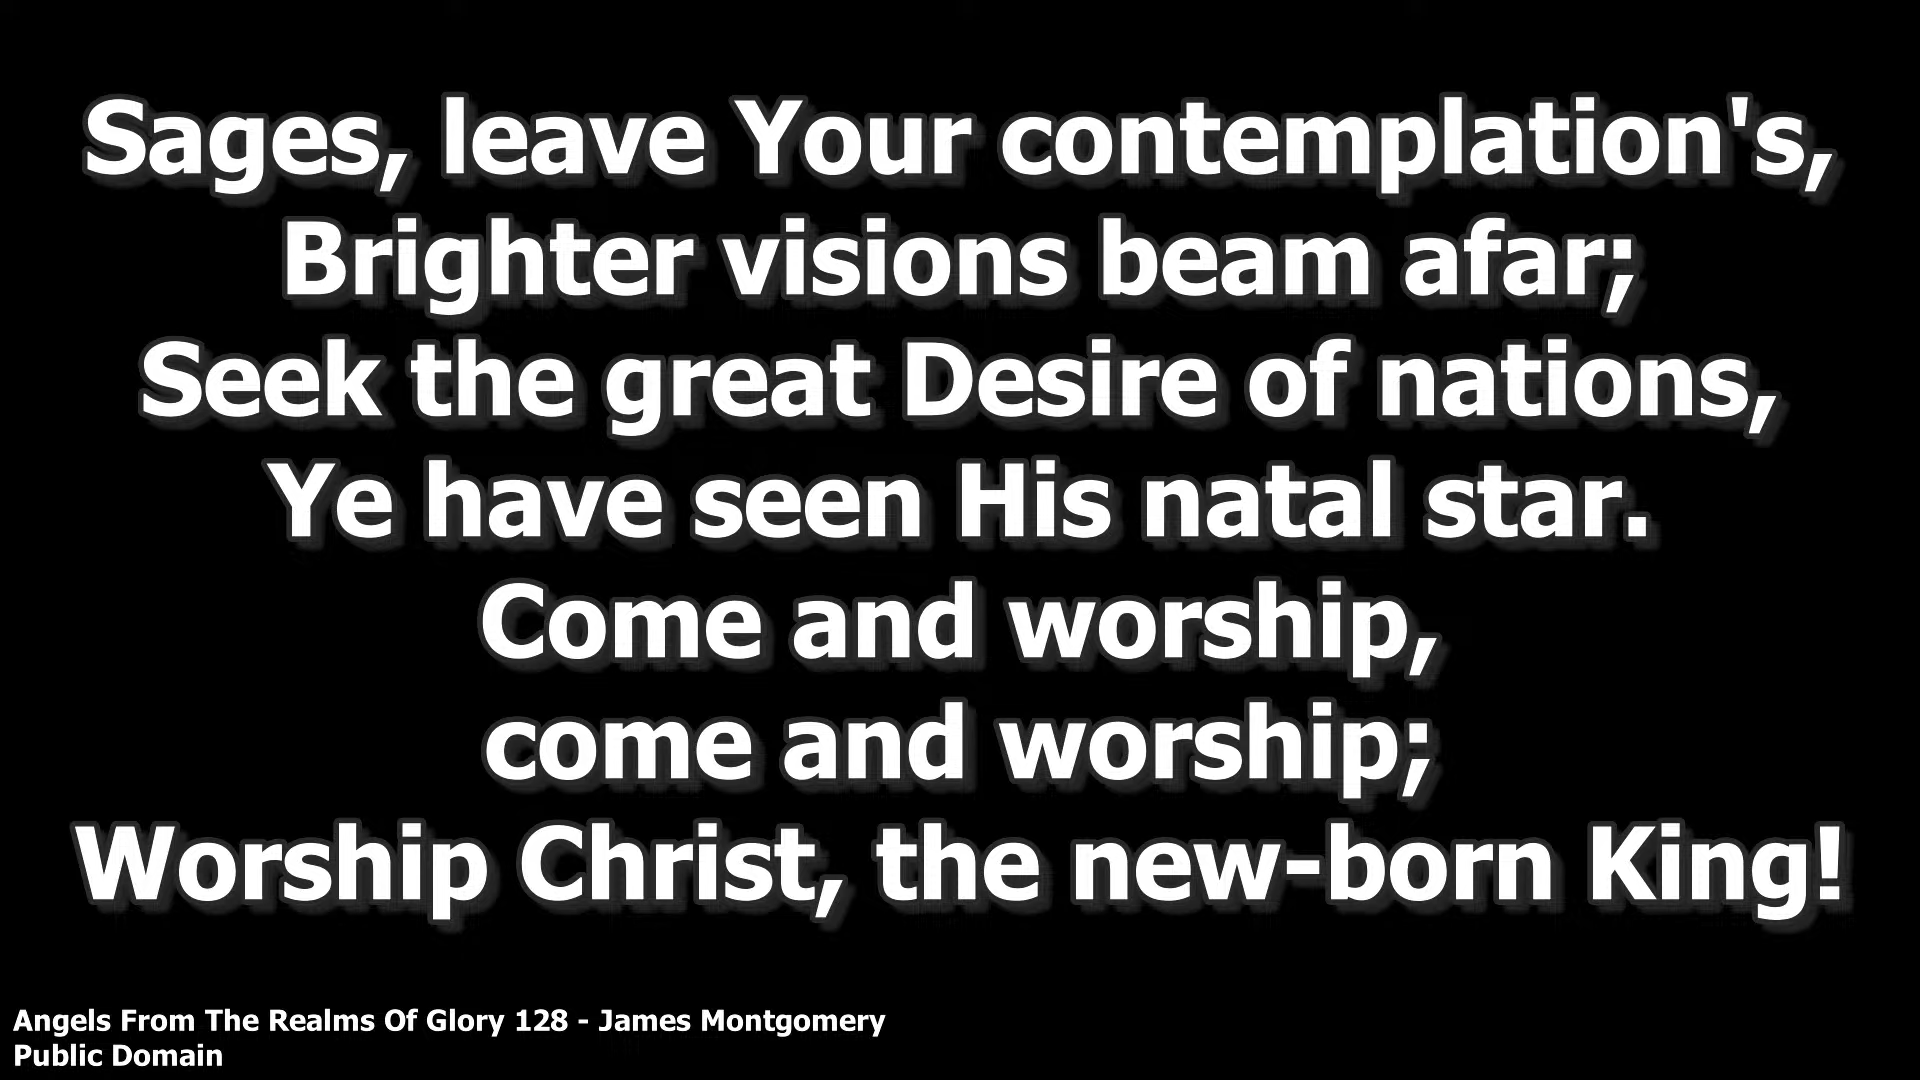 Sages, leave Your contemplation's,
Brighter visions beam afar;
Seek the great Desire of nations,
Ye have seen His natal star.
Come and worship,
come and worship;
Worship Christ, the new-born King!
Angels From The Realms Of Glory 128 - James Montgomery
Public Domain